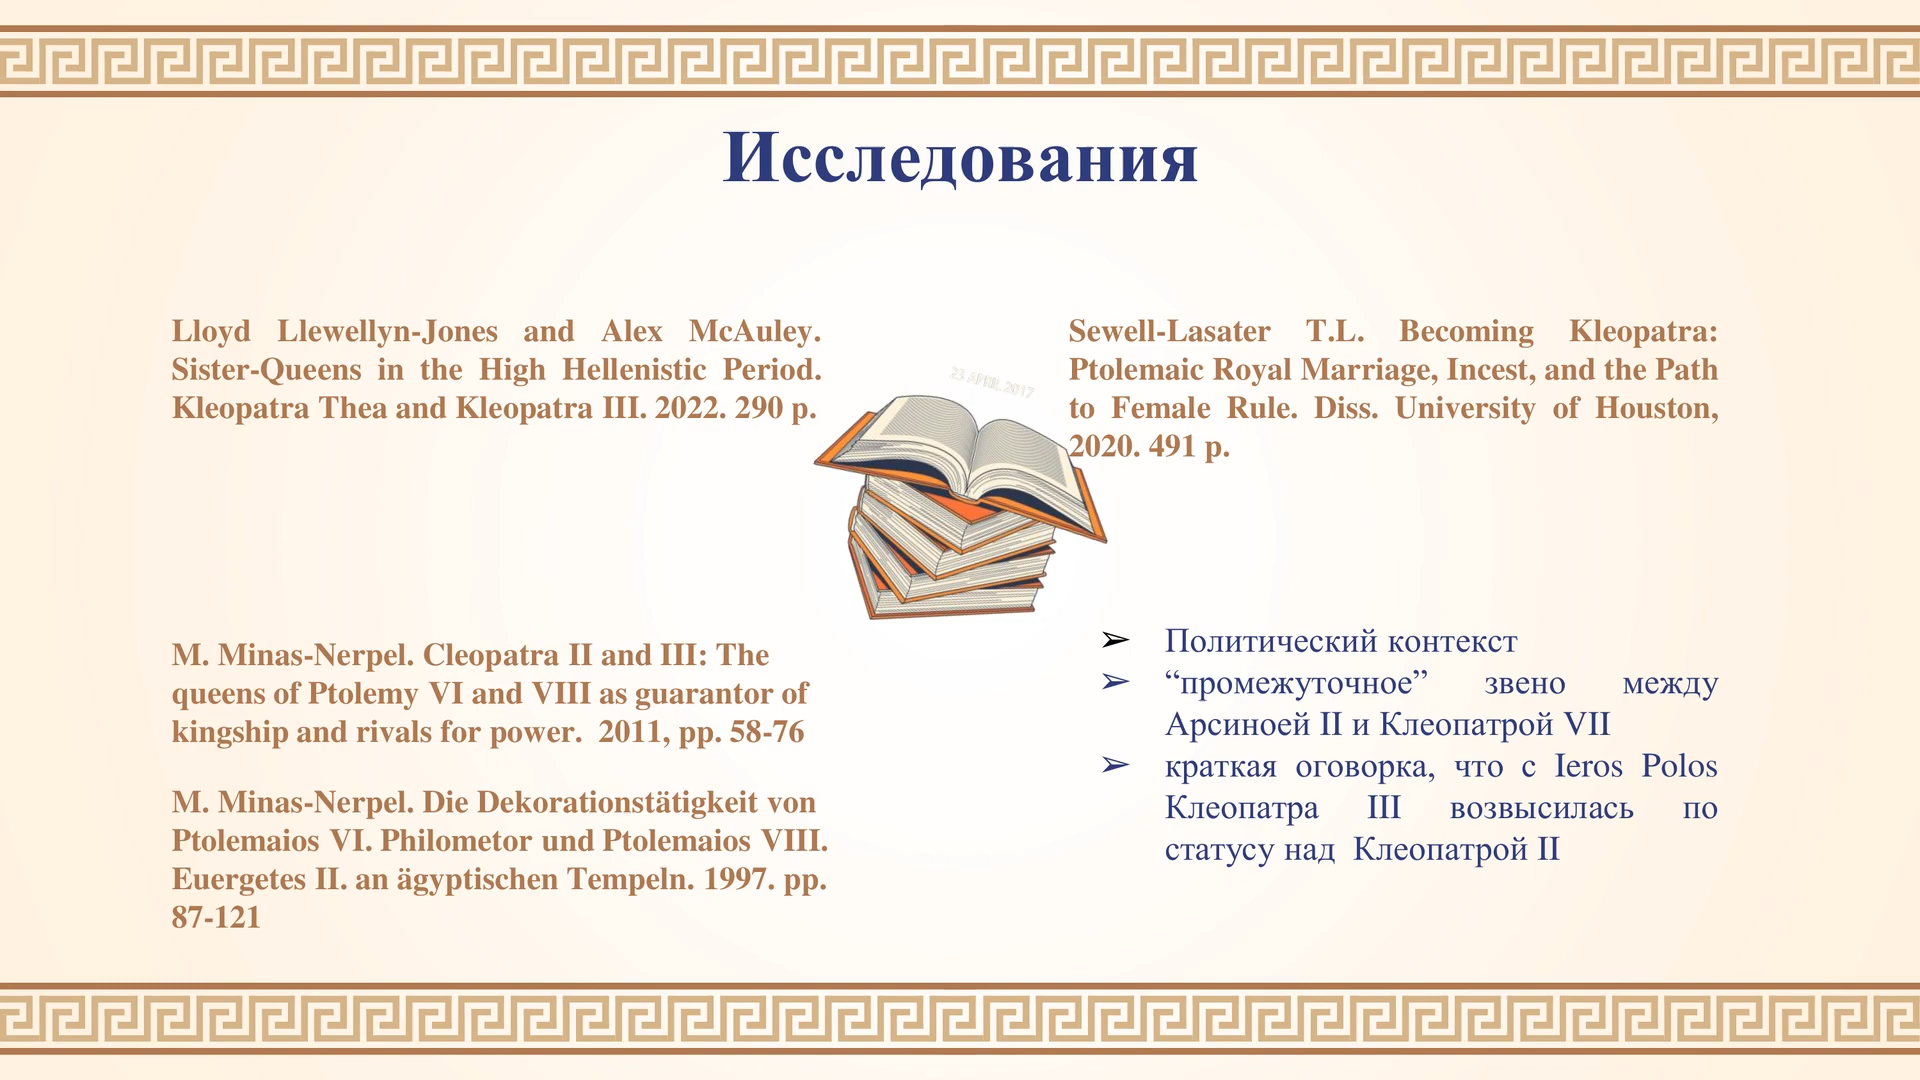 Исследования
Lloyd Llewellyn-Jones and Alex McAuley.
Sister-Queens in the High Hellenistic Period.
Kleopatra Thea and Kleopatra III. 2022. 290 p.
23 APRIL 2017
Sewell-Lasater T.L. Becoming Kleopatra:
Ptolemaic Royal Marriage, Incest, and the Path
to Female Rule. Diss. University of Houston,
2020. 491 p.
M. Minas-Nerpel. Cleopatra II and III: The
queens of Ptolemy VI and VIII as guarantor of
kingship and rivals for power.  2011, pp. 58-76
M. Minas-Nerpel. Die Dekorationstätigkeit von
Ptolemaios VI. Philometor und Ptolemaios VIII.
Euergetes II. an ägyptischen Tempeln. 1997. pp.
87-121
➢ Политический контекст
➢ “промежуточное” звено между
Арсиноей II и Клеопатрой VII
➢ краткая оговорка, что с Ieros Polos
Клеопатра III возвысилась по
статусу над  Клеопатрой II